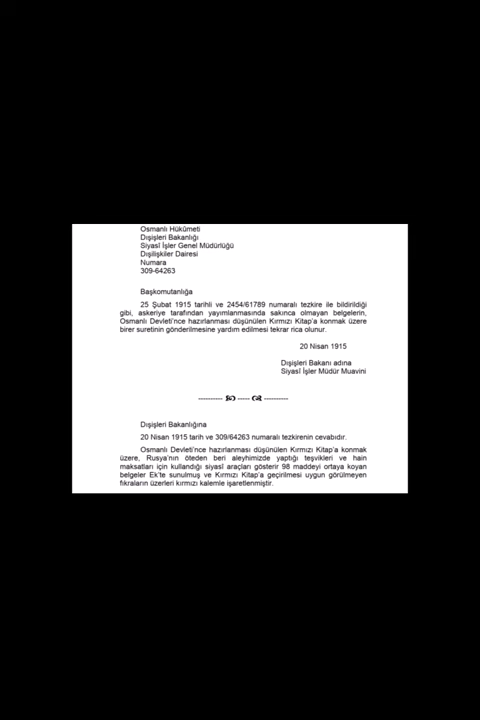 Osmanlı Hükûmeti
Dışişleri Bakanlığı
Siyasî İşler Genel Müdürlüğü
Dışilişkiler Dairesi
Numara
309-64263
Başkomutanlığa
25 Şubat 1915 tarihli ve 2454/61789 numaralı tezkire ile bildirildiği
gibi, askeriye tarafından yayımlanmasında sakınca olmayan belgelerin,
Osmanlı Devleti'nce hazırlanması düşünülen Kırmızı Kitap'a konmak üzere
birer suretinin gönderilmesine yardım edilmesi tekrar rica olunur.
20 Nisan 1915
Dışişleri Bakanı adına
Siyasî İşler Müdür Muavini
Dışişleri Bakanlığına
20 Nisan 1915 tarih ve 309/64263 numaralı tezkirenin cevabıdır.
Osmanlı Devleti'nce hazırlanması düşünülen Kırmızı Kitap'a konmak
üzere, Rusya'nın öteden beri aleyhimizde yaptığı teşvikleri ve hain
maksatları için kullandığı siyasî araçları gösterir 98 maddeyi ortaya koyan
belgeler Ek'te sunulmuş ve Kırmızı Kitap'a geçirilmesi uygun görülmeyen
fıkraların üzerleri kırmızı kalemle işaretlenmiştir.